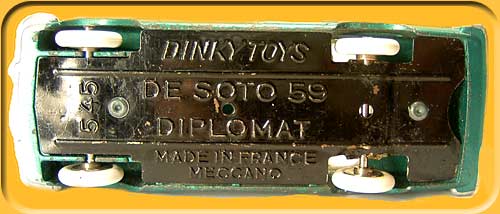 DINKY TOYS
545
DE SOTO 59
DIPLOMAT
MADE IN FRANCE
MECCANO